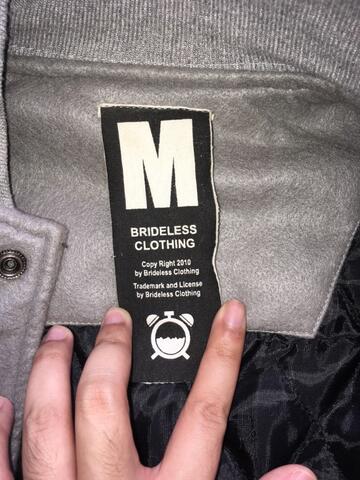 M
BRIDELESS
CLOTHING
Copy Right 2010
by Brideless Clothing
Trademark and License
by Brideless Clothing